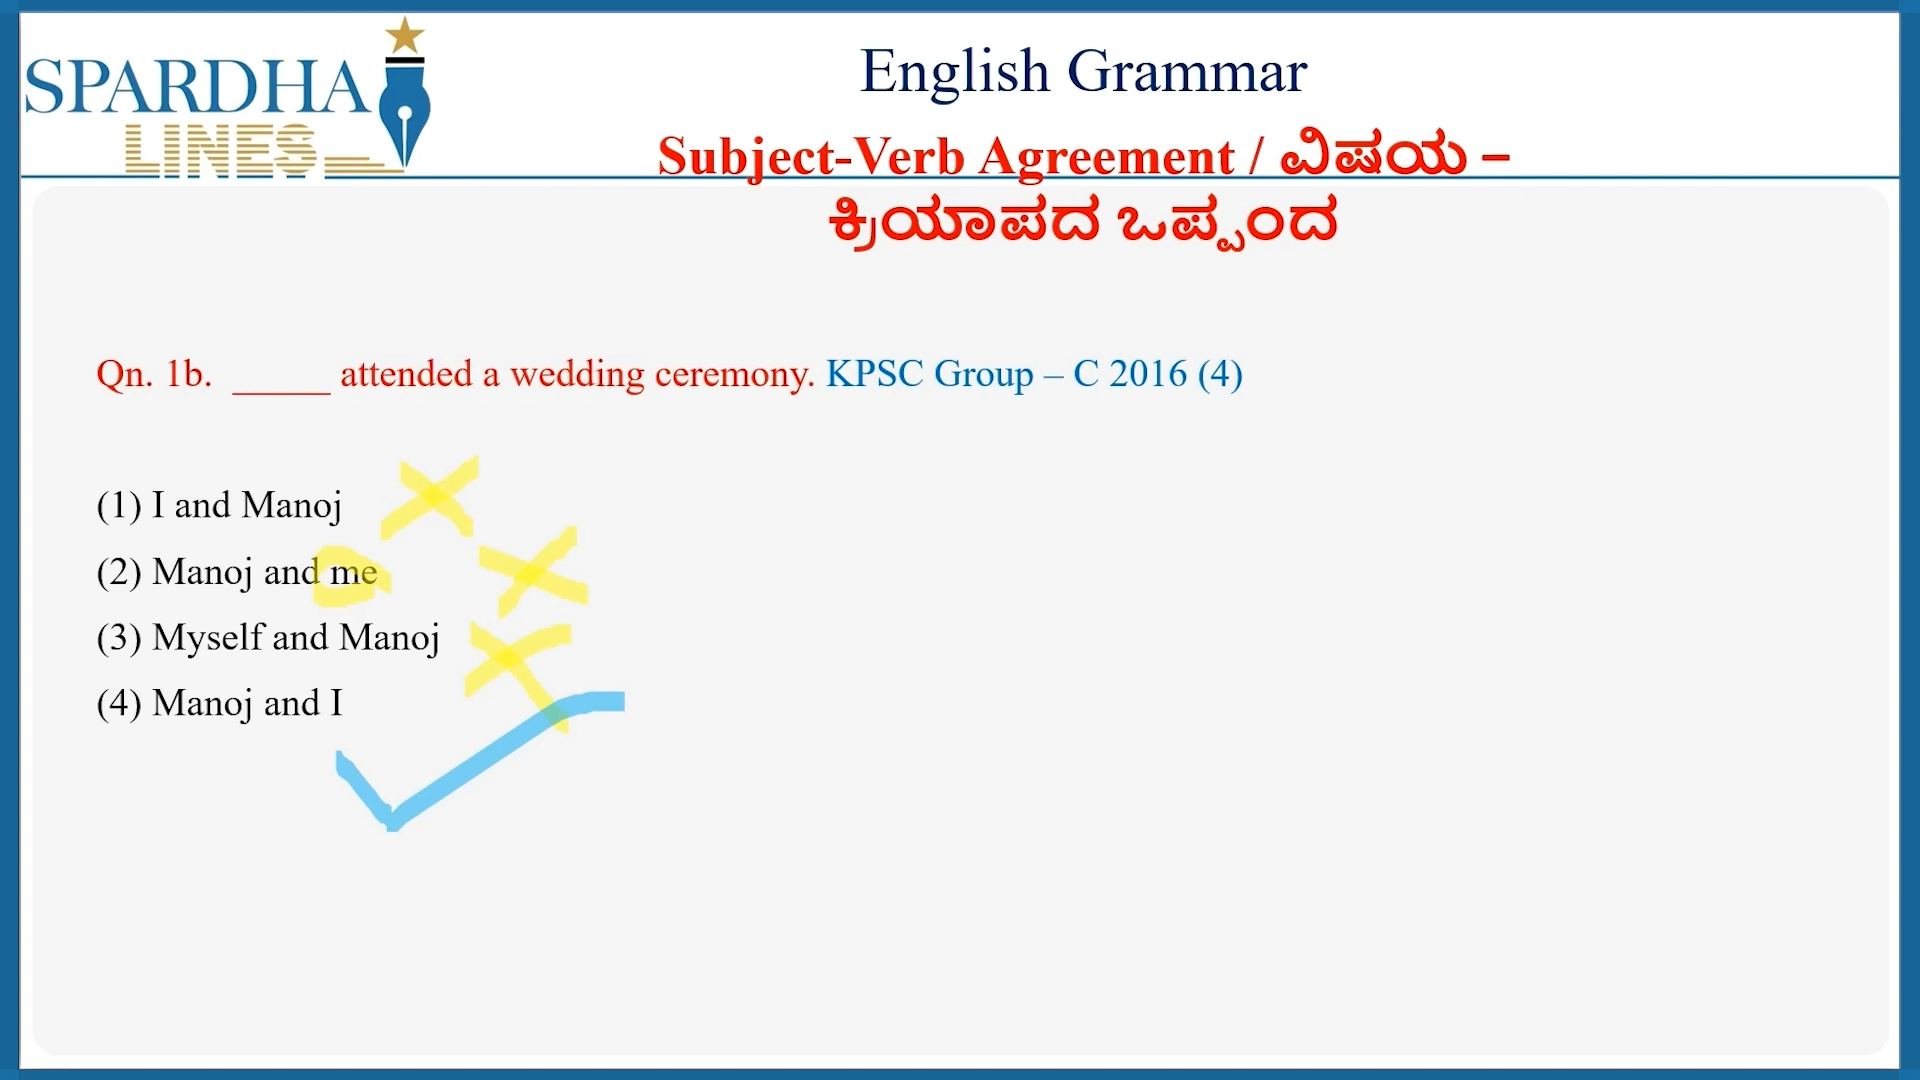 SPARDHA
LINES
English Grammar
Subject-Verb Agreement / ವಿಷಯ –
ಕ್ರಿಯಾಪದ ಒಪ್ಪಂದ
Qn. 1b. _____ attended a wedding ceremony. KPSC Group – C 2016 (4)
(1) I and Manoj
(2) Manoj and me
(3) Myself and Manoj
(4) Manoj and I